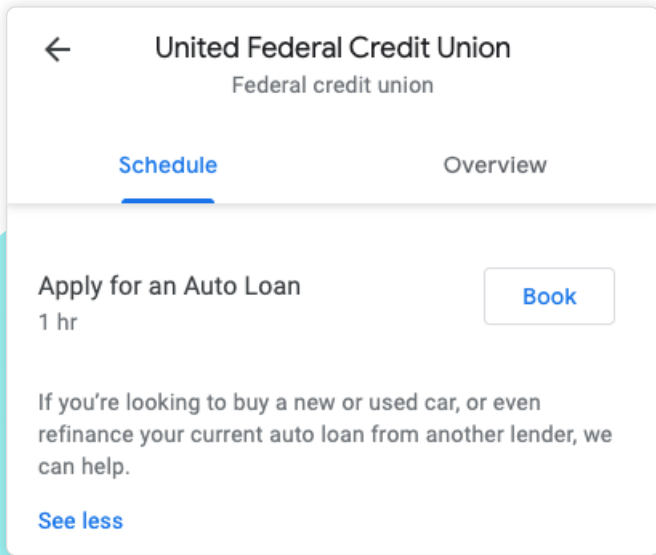 United Federal Credit Union
Federal credit union
Schedule
Overview
Apply for an Auto Loan
Book
1 hr
If you’re looking to buy a new or used car, or even
refinance your current auto loan from another lender, we
can help.
See less